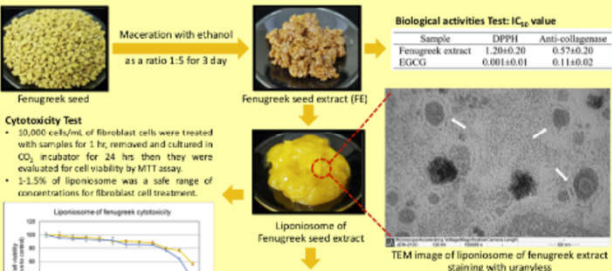 Maceration with ethanol
as a ratio 1:5 for 3 day
Fenugreek seed
Fenugreek seed extract (FE)
Biological activities Test: IC50 value
Sample DPPH Anti-collagenase
Fenugreek extract 1.20±0.20 0.57±0.20
EGCG 0.001±0.01 0.11±0.02
Cytotoxicity Test
• 10,000 cells/mL of fibroblast cells were treated
with samples for 1 hr, removed and cultured in
CO2 incubator for 24 hrs then they were
evaluated for cell viability by MTT assay.
• 1-1.5% of liponiosome was a safe range of
concentrations for fibroblast cell treatment.
Liponiosome of fenugreek cytotoxicity
120
100
80
60
Liponiosome of
Fenugreek seed extract
TEM image of liponiosome of fenugreek extract
staining with uranyless